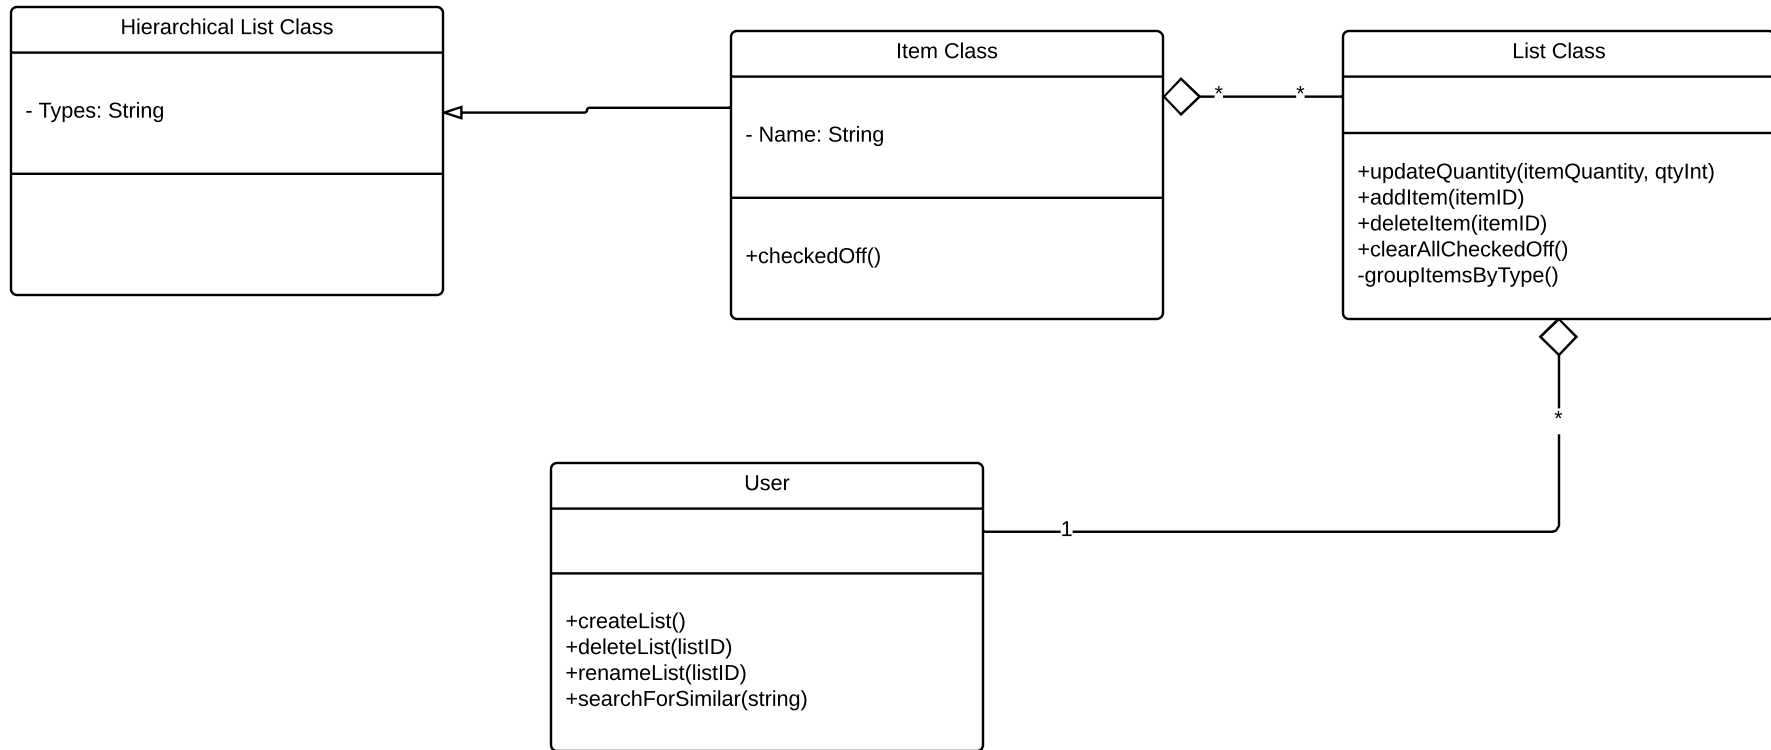 Hierarchical List Class
- Types: String
Item Class
- Name: String
+checkedOff()
* *
List Class
+updateQuantity(itemQuantity, qtyInt)
+addItem(itemID)
+deleteItem(itemID)
+clearAllCheckedOff()
-groupItemsByType()
*
1
User
+createList()
+deleteList(listID)
+renameList(listID)
+searchForSimilar(string)